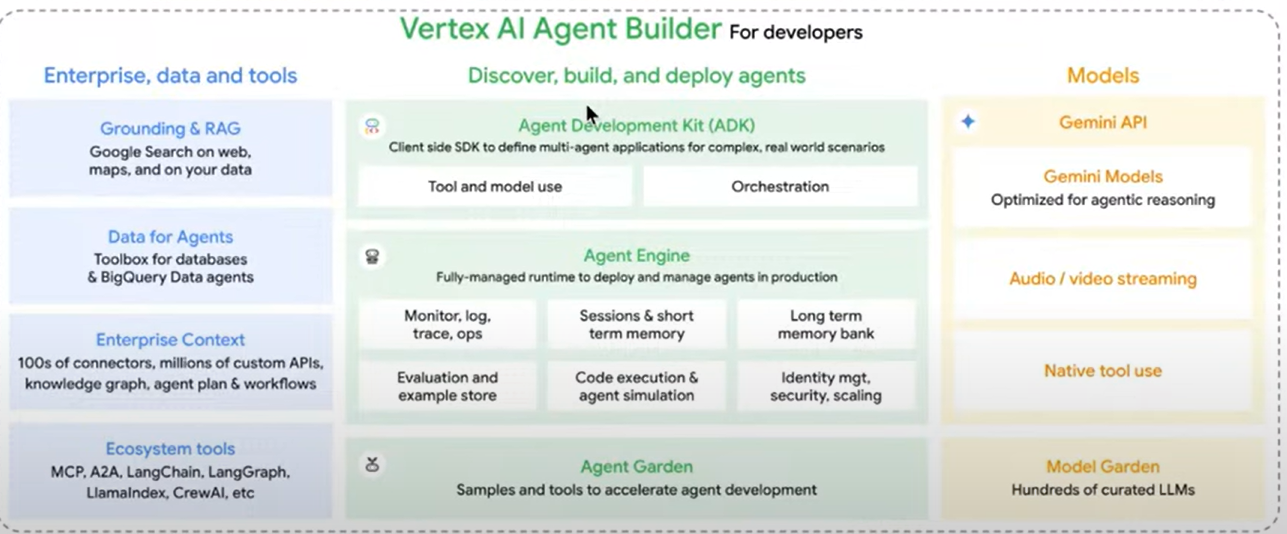 Vertex AI Agent Builder For developers
Enterprise, data and tools
Grounding & RAG
Google Search on web,
maps, and on your data
Data for Agents
Toolbox for databases
& BigQuery Data agents
Enterprise Context
100s of connectors, millions of custom APIs,
knowledge graph, agent plan & workflows
Ecosystem tools
MCP, A2A, LangChain, LangGraph,
LlamaIndex, CrewAI, etc
Discover, build, and deploy agents
Agent Development Kit (ADK)
Client side SDK to define multi-agent applications for complex, real world scenarios
Tool and model use
Orchestration
Agent Engine
Fully-managed runtime to deploy and manage agents in production
Monitor, log,
trace, ops
Sessions & short
term memory
Long term
memory bank
Evaluation and
example store
Code execution &
agent simulation
Identity mgt,
security, scaling
Agent Garden
Samples and tools to accelerate agent development
Models
Gemini API
Gemini Models
Optimized for agentic reasoning
Audio / video streaming
Native tool use
Model Garden
Hundreds of curated LLMs